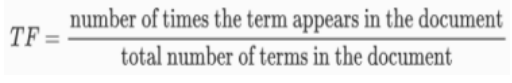 TF = number of times the term appears in the document
total number of terms in the document